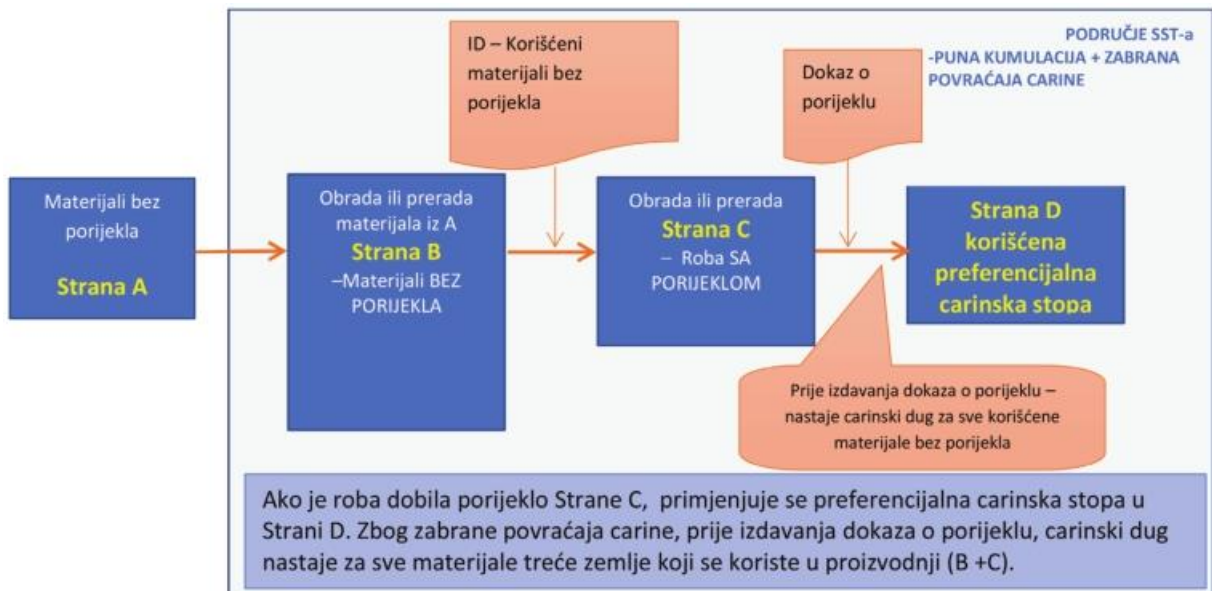 PODRUČJE SST-a
-PUNA KUMULACIJA + ZABRANA
POVRAĆAJA CARINE
ID – Korišćeni
materijali bez
porijekla
Dokaz o
porijeklu
Materijali bez
porijekla
Strana A
Obrada ili prerada
materijala iz A
Strana B
–Materijali BEZ
PORIJEKLA
Obrada ili prerada
Strana C
– Roba SA
PORIJEKLOM
Strana D
korišćena
preferencijalna
carinska stopa
Prije izdavanja dokaza o porijeklu –
nastaje carinski dug za sve korišćene
materijale bez porijekla
Ako je roba dobila porijeklo Strane C, primjenjuje se preferencijalna carinska stopa u
Strani D. Zbog zabrane povraćaja carine, prije izdavanja dokaza o porijeklu, carinski dug
nastaje za sve materijale treće zemlje koji se koriste u proizvodnji (B +C).